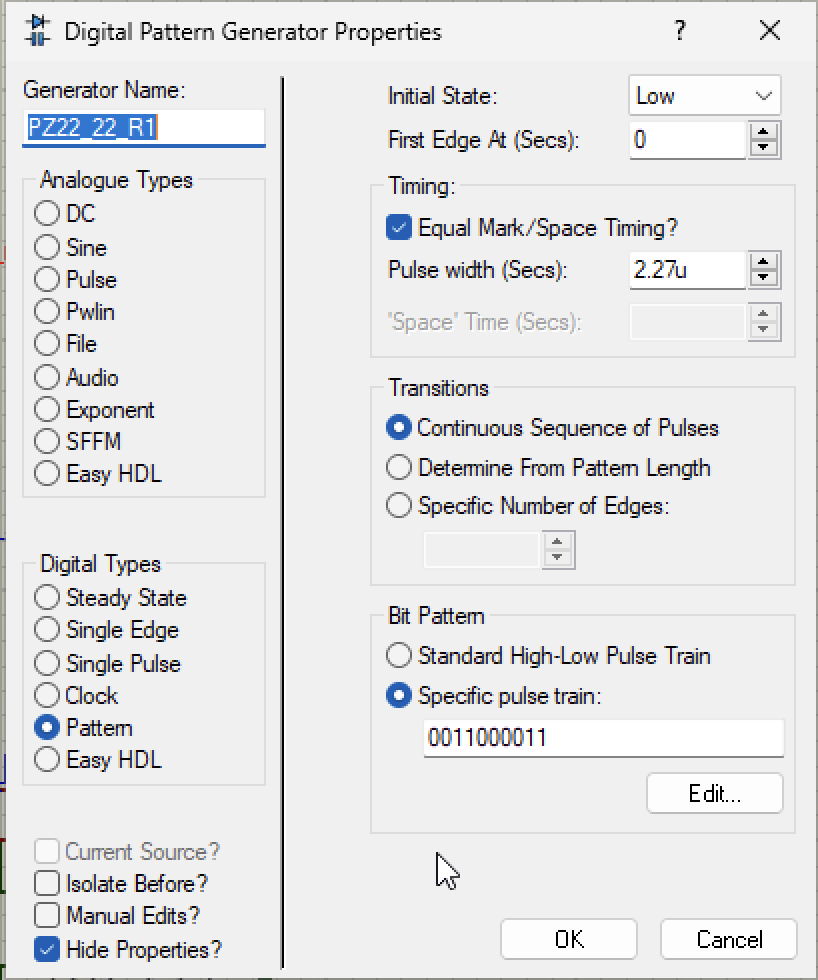 Digital Pattern Generator Properties
?
Generator Name:
PZ22_22_R1
Analogue Types
DC
Sine
Pulse
Pwlin
File
Audio
Exponent
SFFM
Easy HDL
Digital Types
Steady State
Single Edge
Single Pulse
Clock
Pattern
Easy HDL
Current Source?
Isolate Before?
Manual Edits?
Hide Properties?
Initial State: Low
First Edge At (Secs): 0
Timing:
Equal Mark/Space Timing?
Pulse width (Secs): 2.27u
'Space' Time (Secs):
Transitions
Continuous Sequence of Pulses
Determine From Pattern Length
Specific Number of Edges:
Bit Pattern
Standard High-Low Pulse Train
Specific pulse train:
0011000011
Edit...
OK Cancel